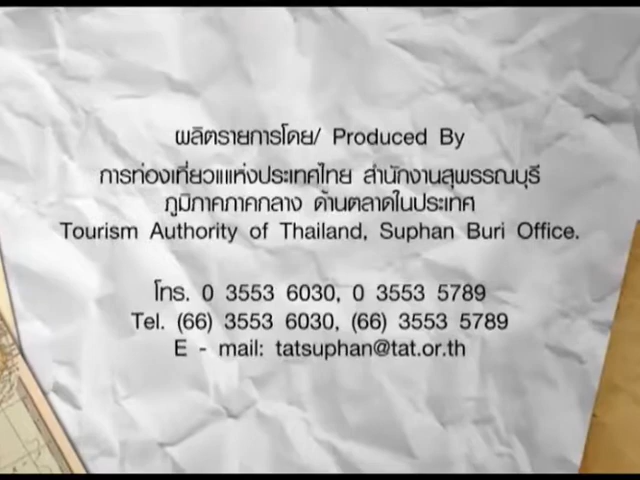 ผลิตรายการโดย/ Produced By
การท่องเที่ยวแห่งประเทศไทย สำนักงานสุพรรณบุรี
ภูมิภาคภาคกลาง ด้านตลาดในประเทศ
Tourism Authority of Thailand, Suphan Buri Office.
โทร. 0 3553 6030, 0 3553 5789
Tel. (66) 3553 6030, (66) 3553 5789
E - mail: tatsuphan@tat.or.th